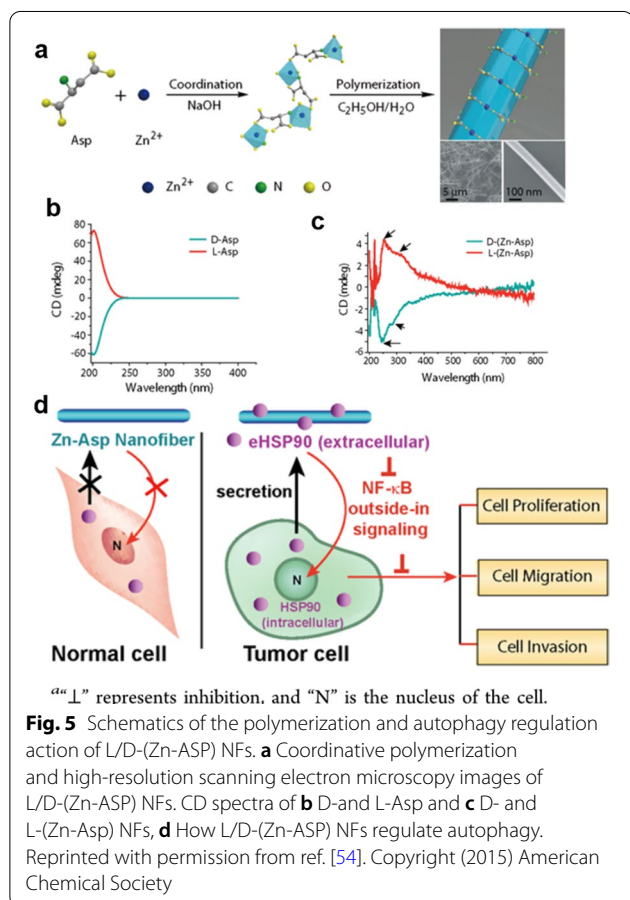 a
Asp
+
Zn2+
Coordination
NaOH
Polymerization
C2H5OH/H2O
5 μm
100 nm
Zn2+ C N O
b
80
60
40
20
0
-20
-40
-60
CD (mdeg)
D-Asp
L-Asp
200 250 300 350 400
Wavelength (nm)
c
4
2
0
-2
-4
-6
CD (mdeg)
D-(Zn-Asp)
L-(Zn-Asp)
200 300 400 500 600 700 800
Wavelength (nm)
d
Zn-Asp Nanofiber
N
Normal cell
eHSP90 (extracellular)
secretion
NF-κB
outside-in
signaling
N
HSP90
(intracellular)
Tumor cell
Cell Proliferation
Cell Migration
Cell Invasion
a“⊥” represents inhibition, and “N” is the nucleus of the cell.
Fig. 5 Schematics of the polymerization and autophagy regulation
action of L/D-(Zn-ASP) NFs. a Coordinative polymerization
and high-resolution scanning electron microscopy images of
L/D-(Zn-ASP) NFs. CD spectra of b D-and L-Asp and c D- and
L-(Zn-Asp) NFs, d How L/D-(Zn-ASP) NFs regulate autophagy.
Reprinted with permission from ref. [54]. Copyright (2015) American
Chemical Society